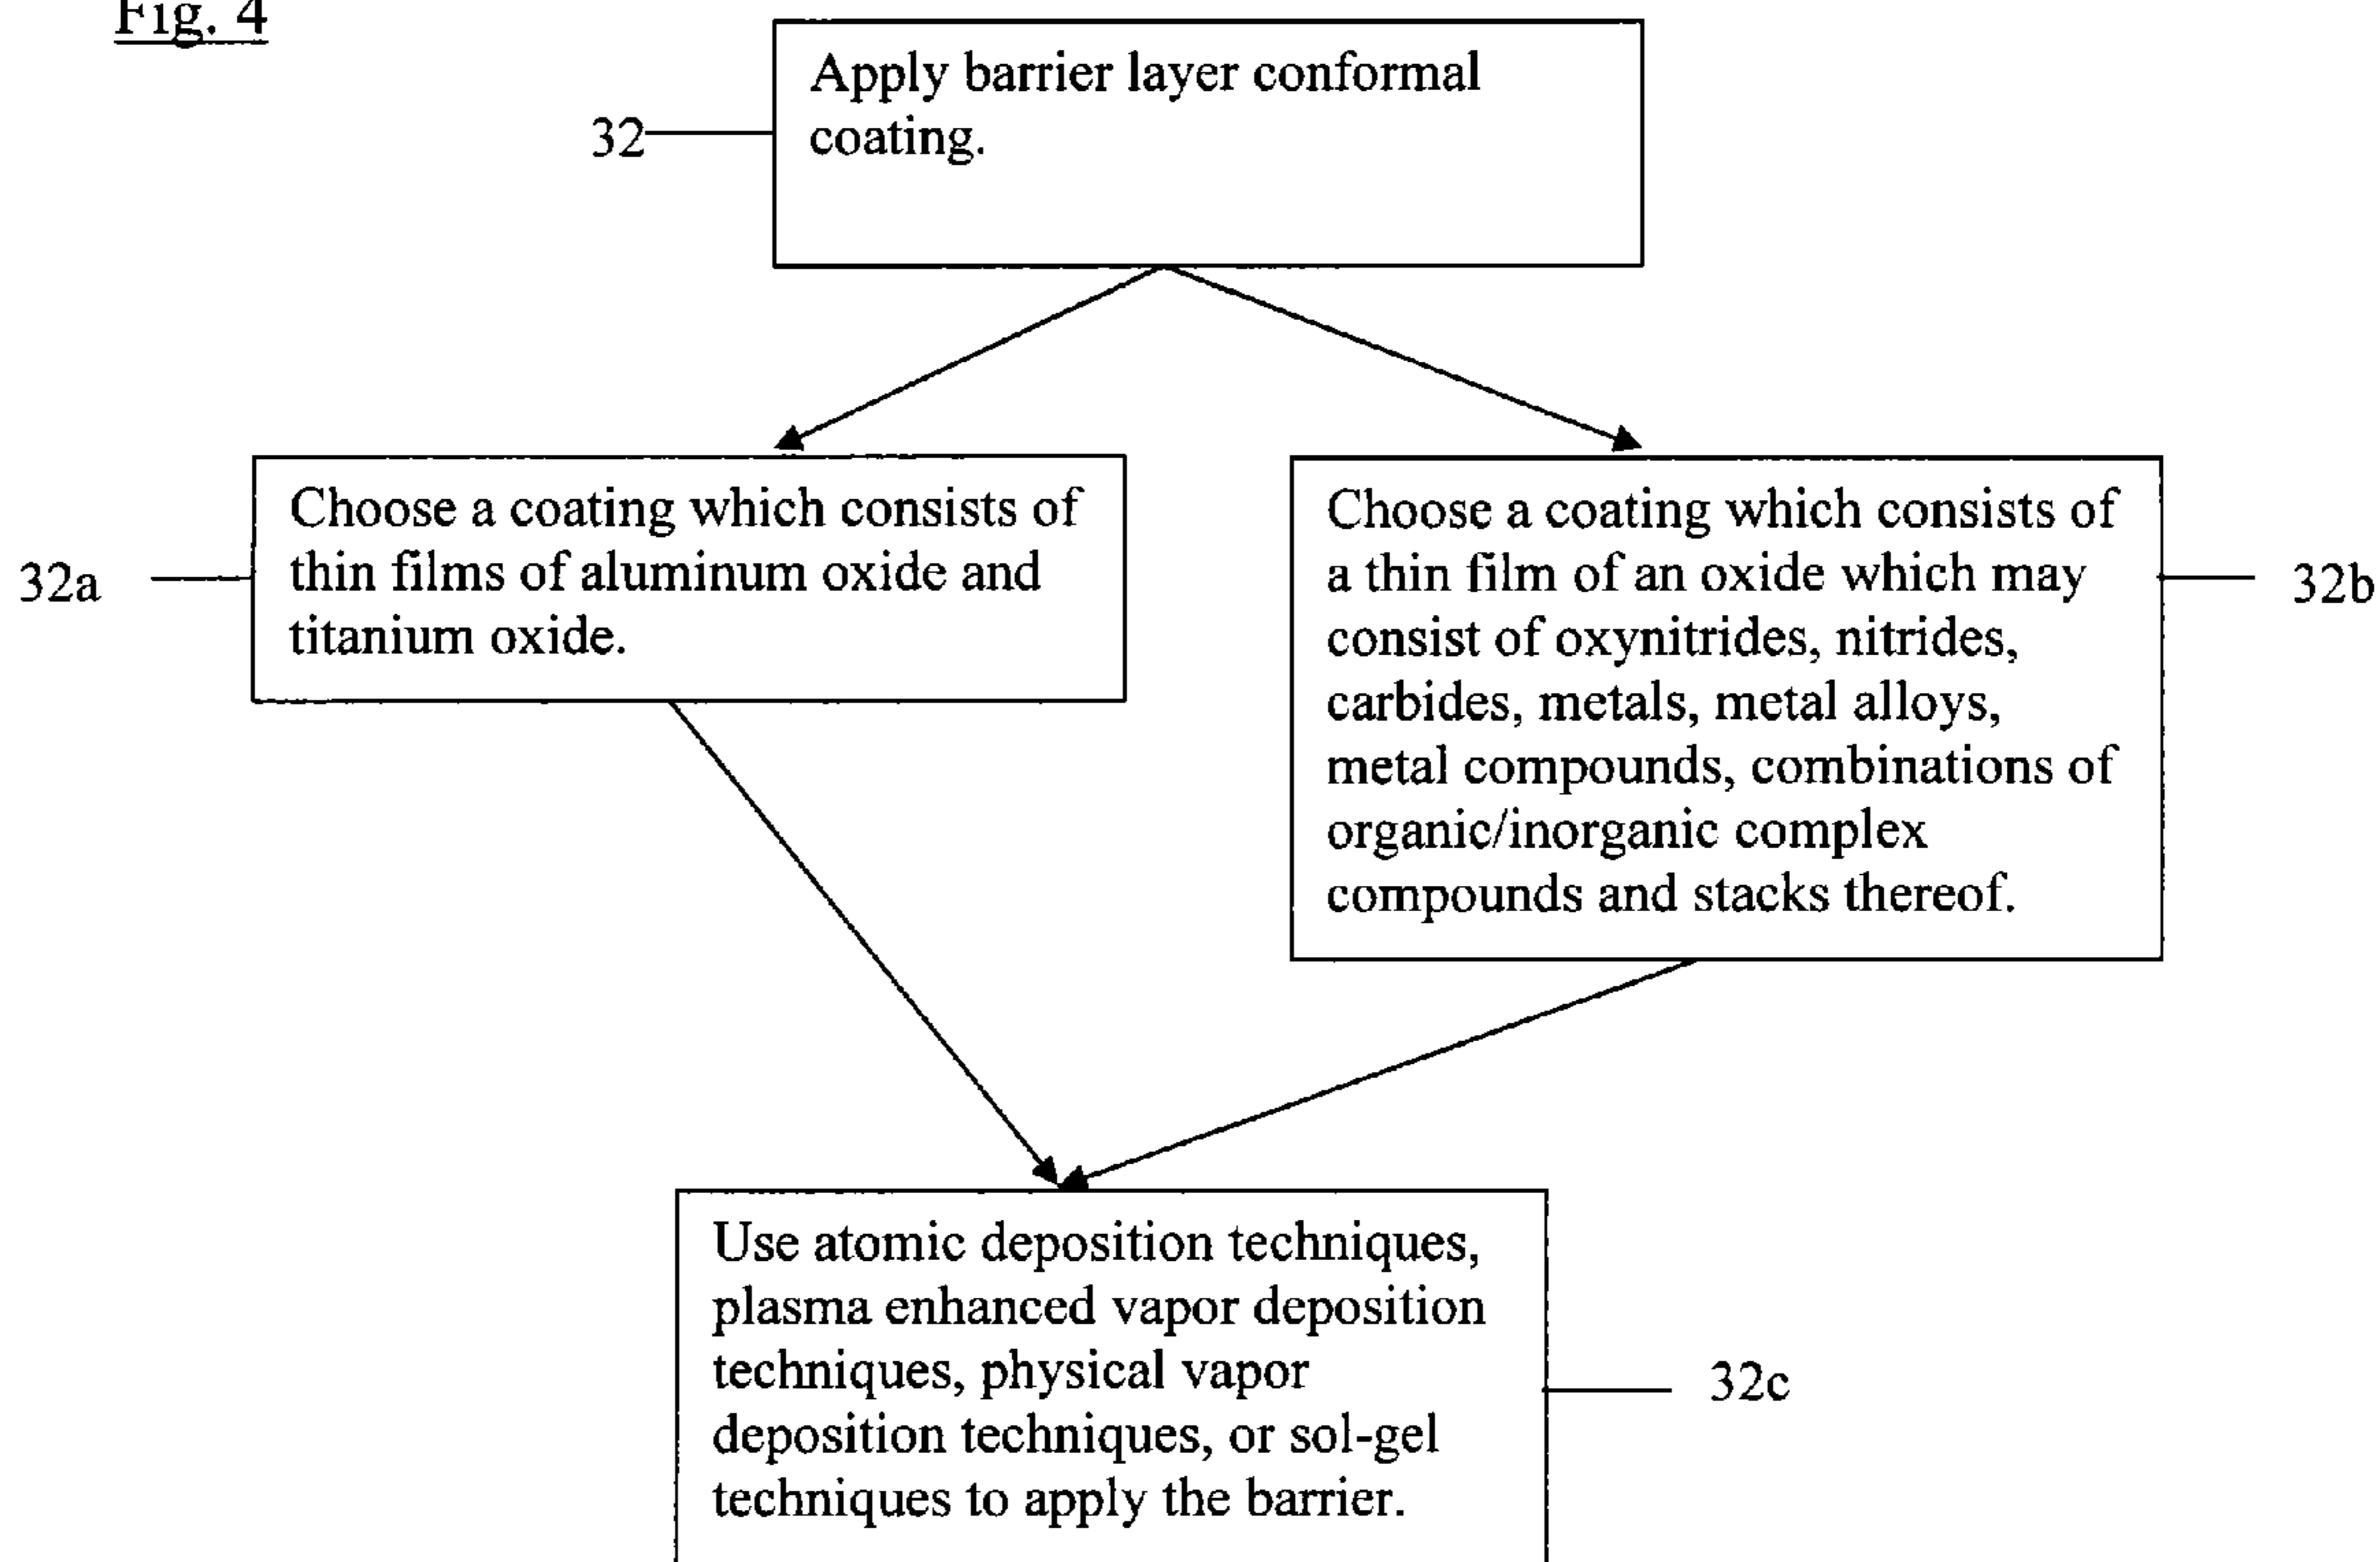 Fig. 4
Apply barrier layer conformal
coating.
32
Choose a coating which consists of
thin films of aluminum oxide and
titanium oxide.
32a
Choose a coating which consists of
a thin film of an oxide which may
consist of oxynitrides, nitrides,
carbides, metals, metal alloys,
metal compounds, combinations of
organic/inorganic complex
compounds and stacks thereof.
32b
Use atomic deposition techniques,
plasma enhanced vapor deposition
techniques, physical vapor
deposition techniques, or sol-gel
techniques to apply the barrier.
32c